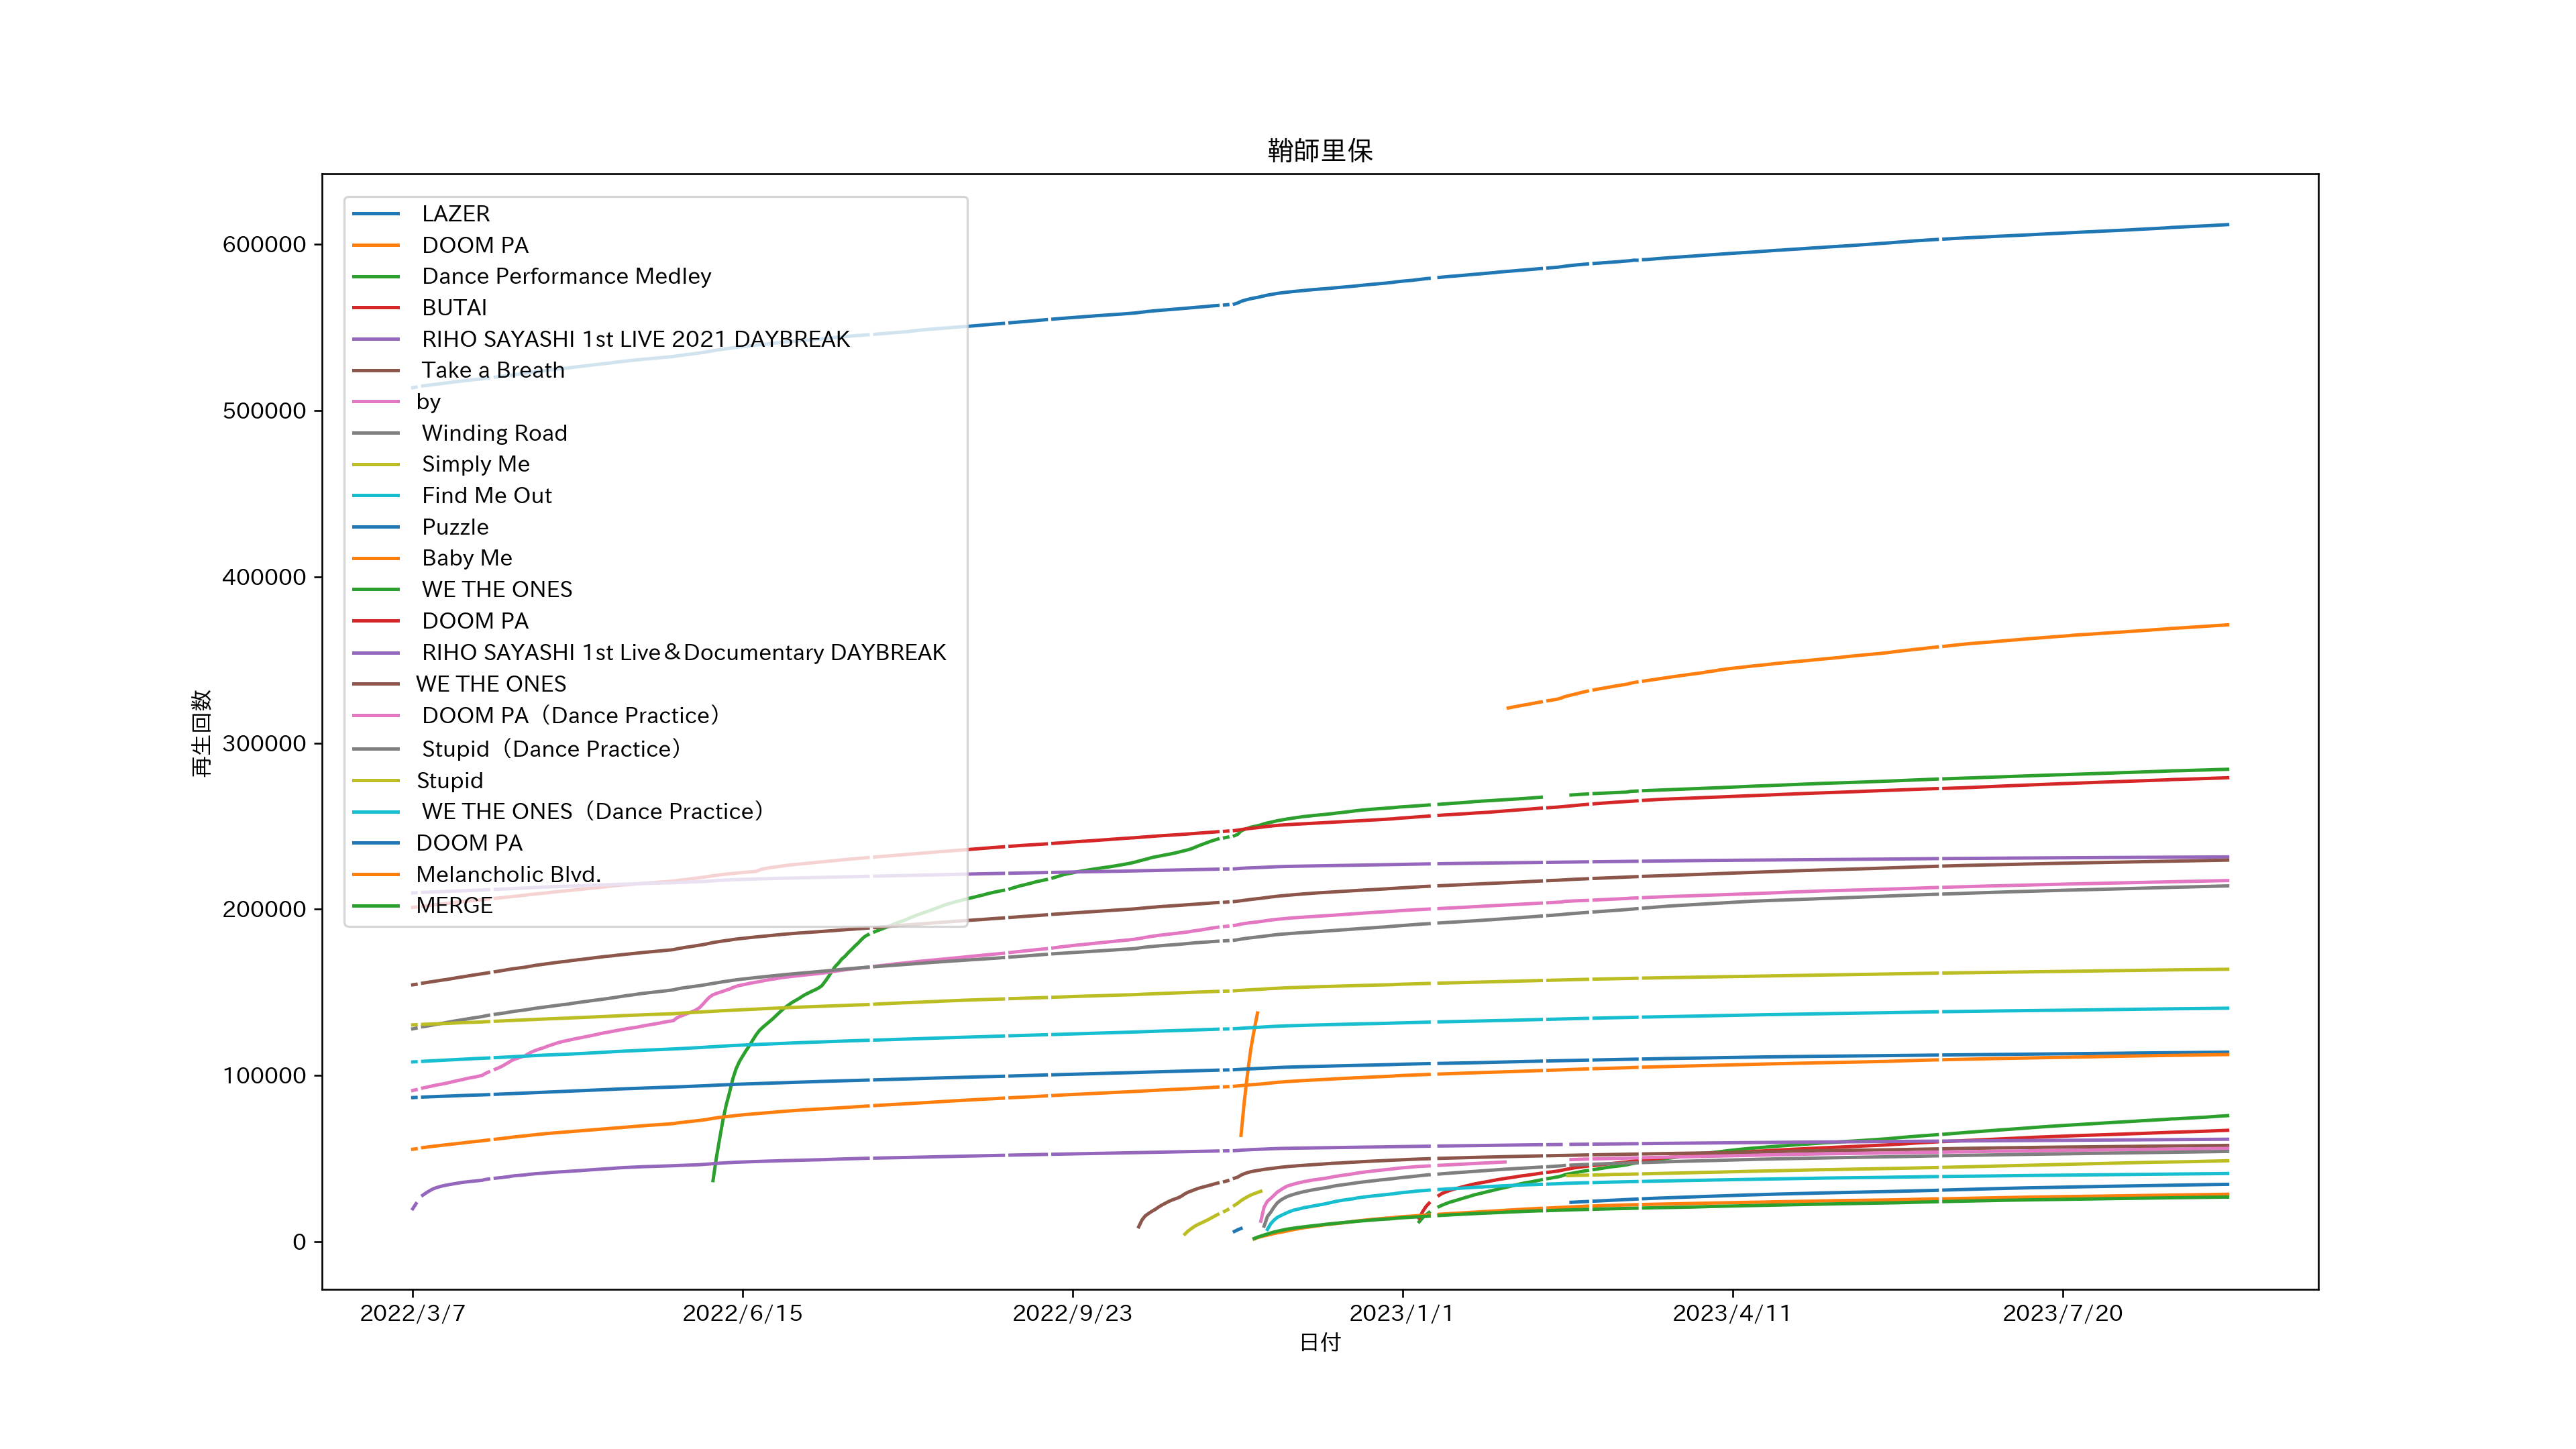 鞘師里保
600000
500000
400000
300000
200000
100000
0
再生回数
LAZER
DOOM PA
Dance Performance Medley
BUTAI
RIHO SAYASHI 1st LIVE 2021 DAYBREAK
Take a Breath
by
Winding Road
Simply Me
Find Me Out
Puzzle
Baby Me
WE THE ONES
DOOM PA
RIHO SAYASHI 1st Live＆Documentary DAYBREAK
WE THE ONES
DOOM PA（Dance Practice）
Stupid（Dance Practice）
Stupid
WE THE ONES（Dance Practice）
DOOM PA
Melancholic Blvd.
MERGE
2022/3/7 2022/6/15 2022/9/23 2023/1/1 2023/4/11 2023/7/20
日付